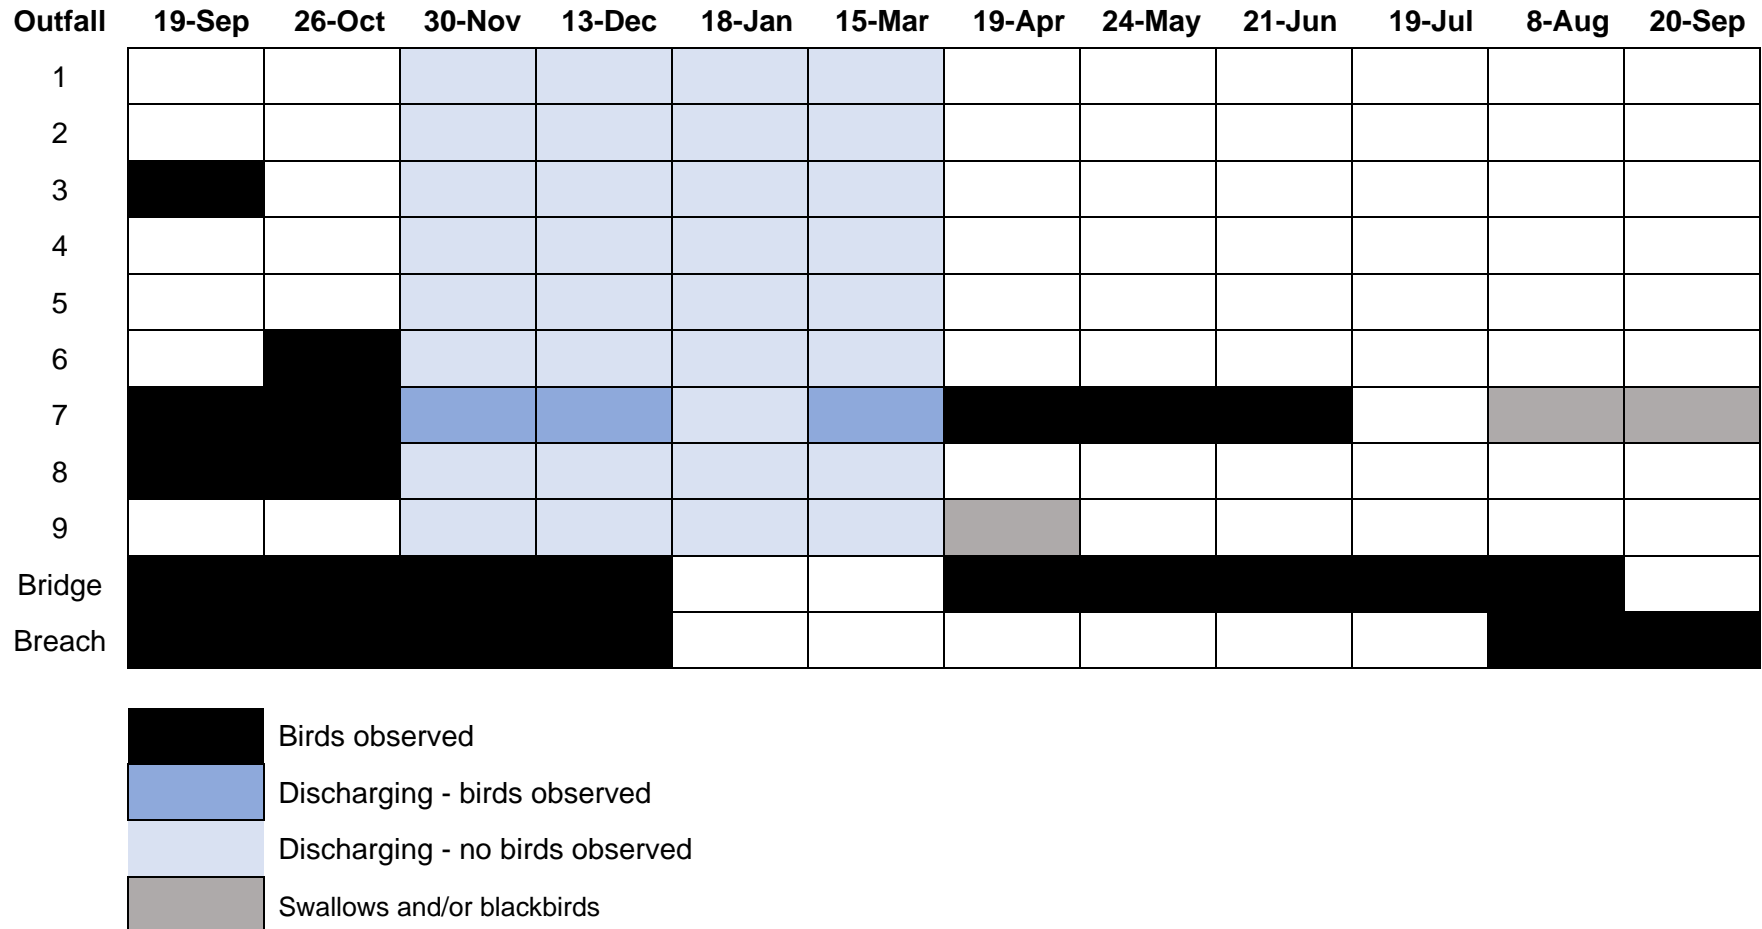 Outfall 19-Sep 26-Oct 30-Nov 13-Dec 18-Jan 15-Mar 19-Apr 24-May 21-Jun 19-Jul 8-Aug 20-Sep
1
2
3
4
5
6
7
8
9
Bridge
Breach
Birds observed
Discharging - birds observed
Discharging - no birds observed
Swallows and/or blackbirds